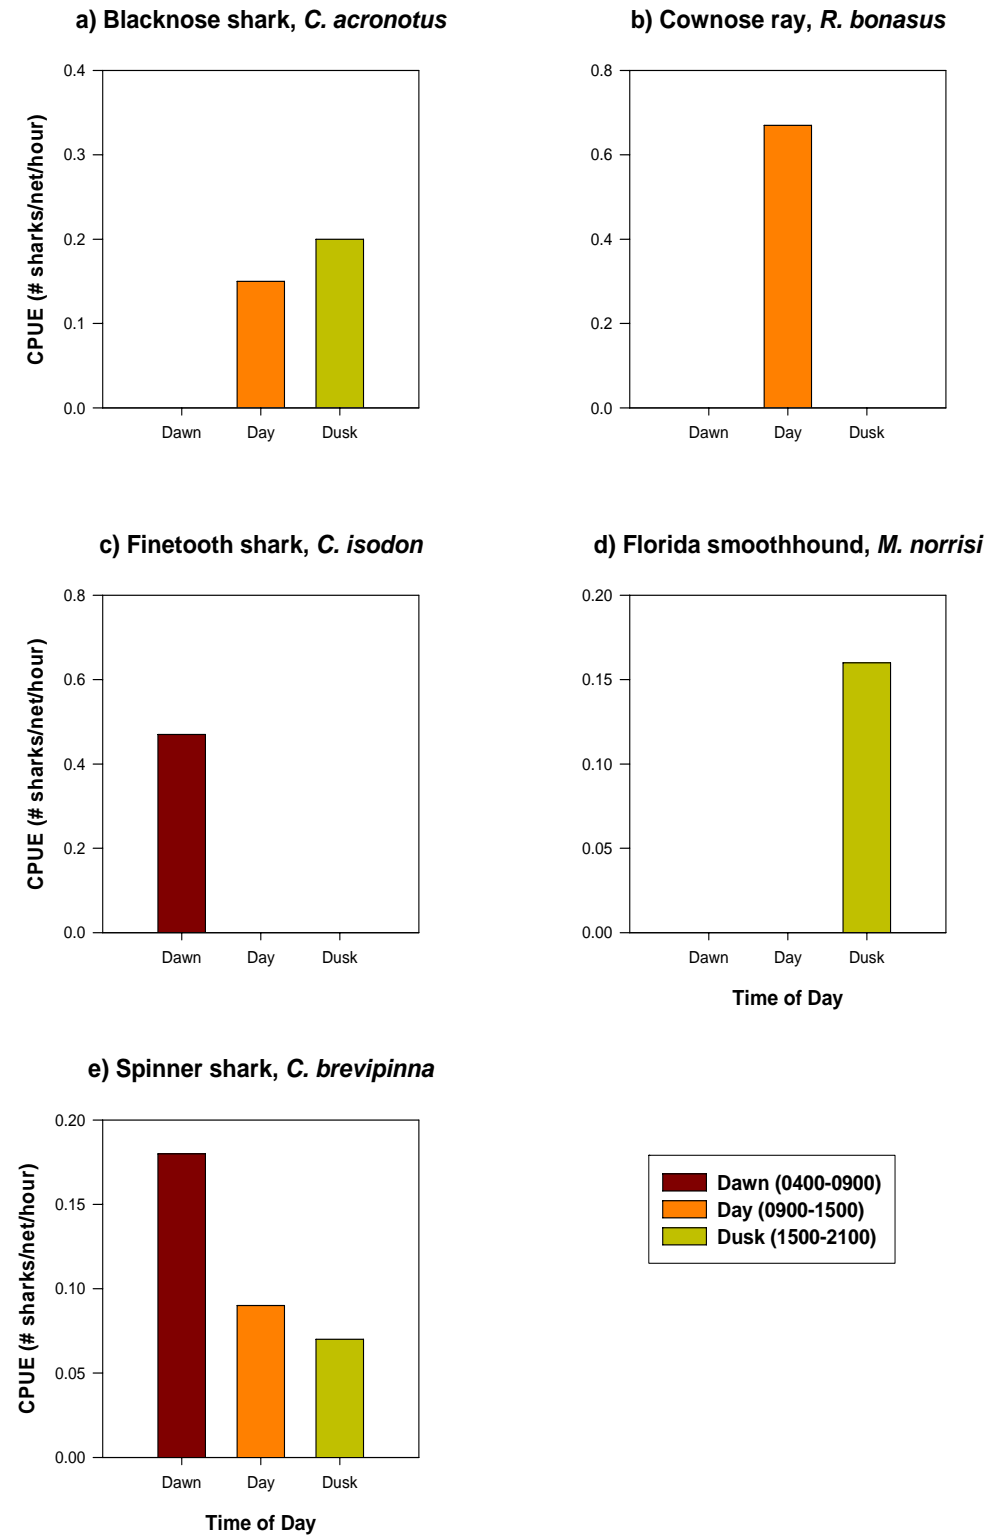 a) Blacknose shark, C. acronotus
CPUE (# sharks/net/hour)
0.4
0.3
0.2
0.1
0.0
Dawn Day Dusk
b) Cownose ray, R. bonasus
0.8
0.6
0.4
0.2
0.0
Dawn Day Dusk
c) Finetooth shark, C. isodon
CPUE (# sharks/net/hour)
0.8
0.6
0.4
0.2
0.0
Dawn Day Dusk
d) Florida smoothhound, M. norrisi
0.20
0.15
0.10
0.05
0.00
Dawn Day Dusk
Time of Day
e) Spinner shark, C. brevipinna
CPUE (# sharks/net/hour)
0.20
0.15
0.10
0.05
0.00
Dawn Day Dusk
Time of Day
Dawn (0400-0900)
Day (0900-1500)
Dusk (1500-2100)